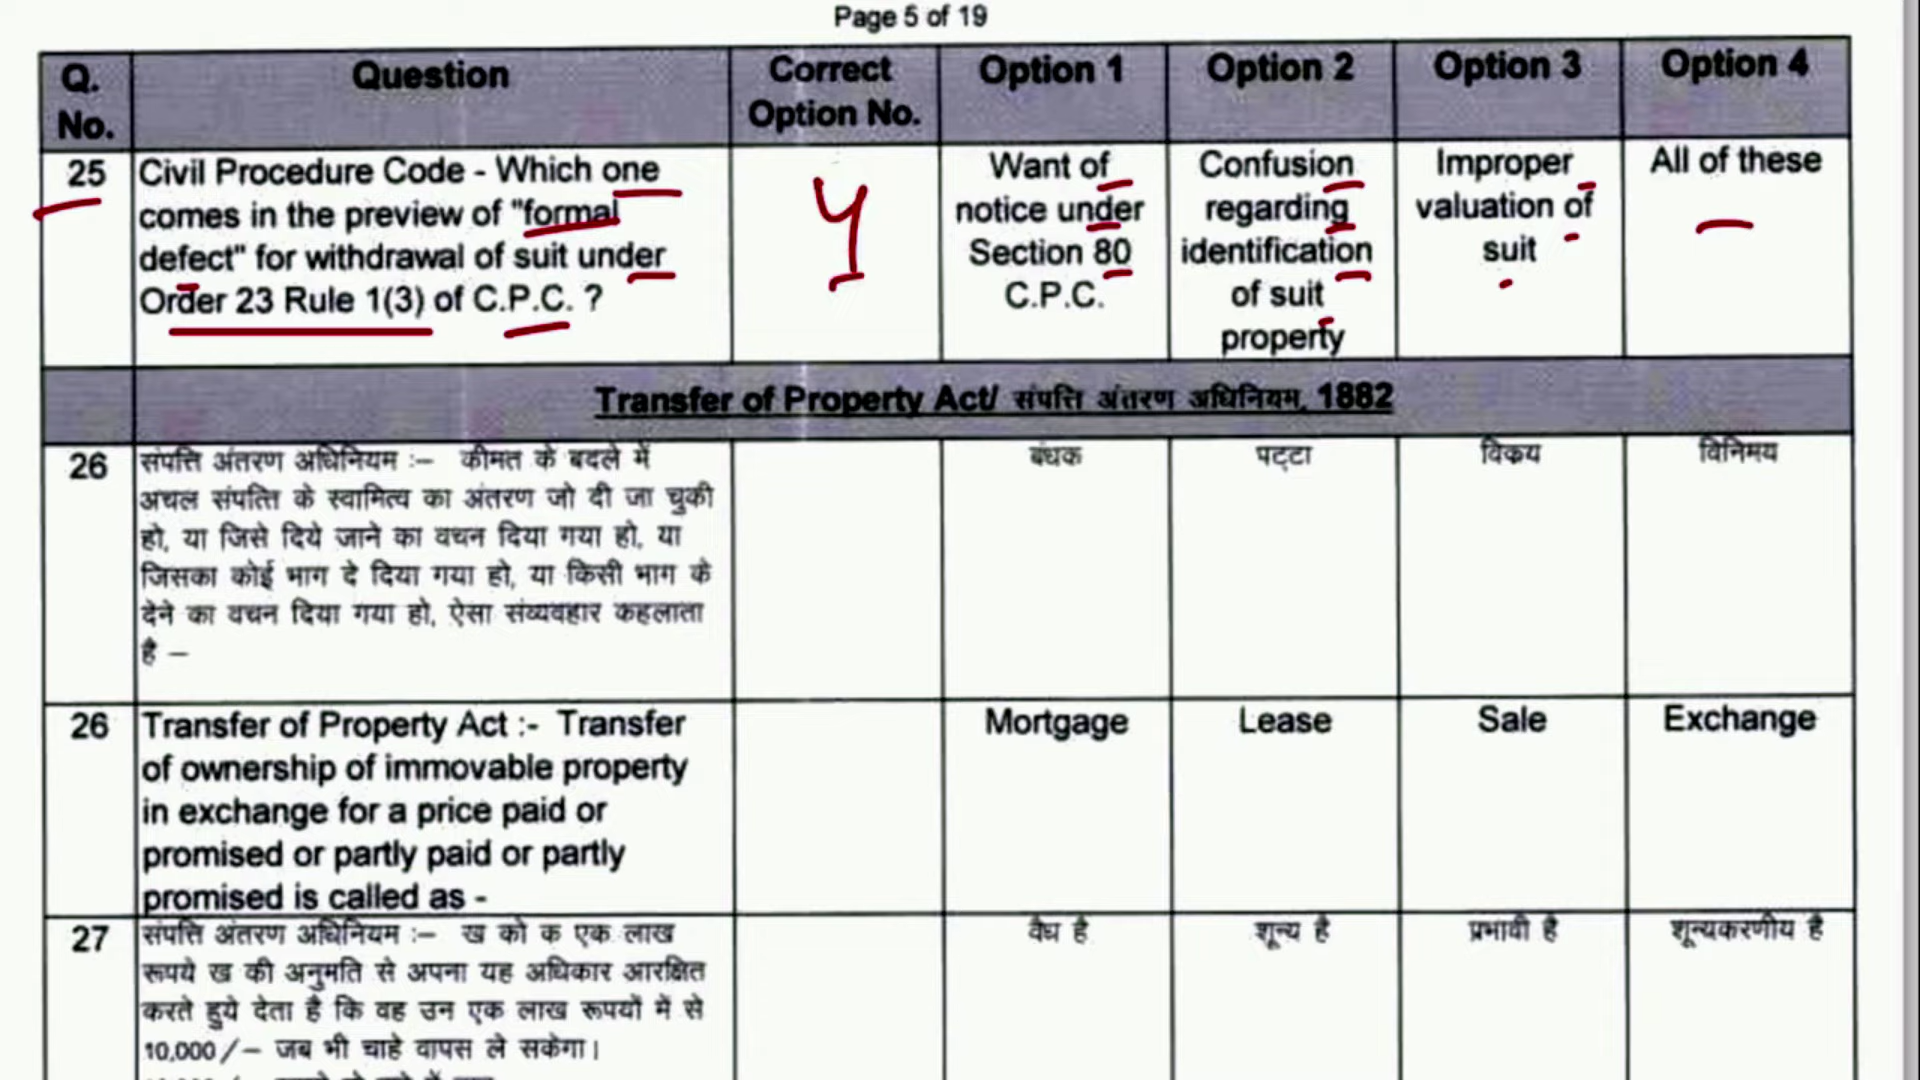 Page 5 of 19
Q. No. Question Correct Option No. Option 1 Option 2 Option 3 Option 4
25
Civil Procedure Code - Which one
comes in the preview of "formal
defect" for withdrawal of suit under
Order 23 Rule 1(3) of C.P.C. ?
4
Want of
notice under
Section 80
C.P.C.
Confusion
regarding
identification
of suit
property
Improper
valuation of
suit
All of these
Transfer of Property Act/ संपत्ति अंतरण अधिनियम, 1882
26
संपत्ति अंतरण अधिनियम :– कीमत के बदले में
अचल संपत्ति के स्वामित्व का अंतरण जो दी जा चुकी
हो, या जिसे दिये जाने का वचन दिया गया हो, या
जिसका कोई भाग दे दिया गया हो, या किसी भाग के
देने का वचन दिया गया हो, ऐसा संव्यवहार कहलाता
है –
बंधक
पट्टा
विक्रय
विनिमय
26
Transfer of Property Act :- Transfer
of ownership of immovable property
in exchange for a price paid or
promised or partly paid or partly
promised is called as -
Mortgage
Lease
Sale
Exchange
27
संपत्ति अंतरण अधिनियम :– ख को क एक लाख
रूपये ख की अनुमति से अपना यह अधिकार आरक्षित
करते हुये देता है कि वह उन एक लाख रूपयों में से
10,000/– जब भी चाहे वापस ले सकेगा।
वैध है
शून्य है
प्रभावी है
शून्यकरणीय है